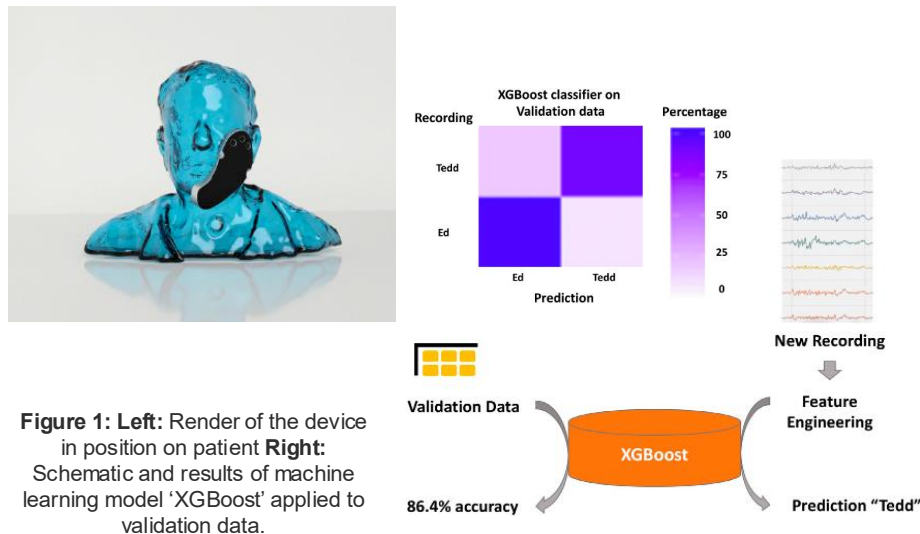 XGBoost classifier on
Validation data
Recording
Percentage
Tedd
Ed
100
75
50
25
0
Ed
Tedd
Prediction
New Recording
Validation Data
Feature
Engineering
XGBoost
86.4% accuracy
Prediction “Tedd”
Figure 1: Left: Render of the device
in position on patient Right:
Schematic and results of machine
learning model ‘XGBoost’ applied to
validation data.